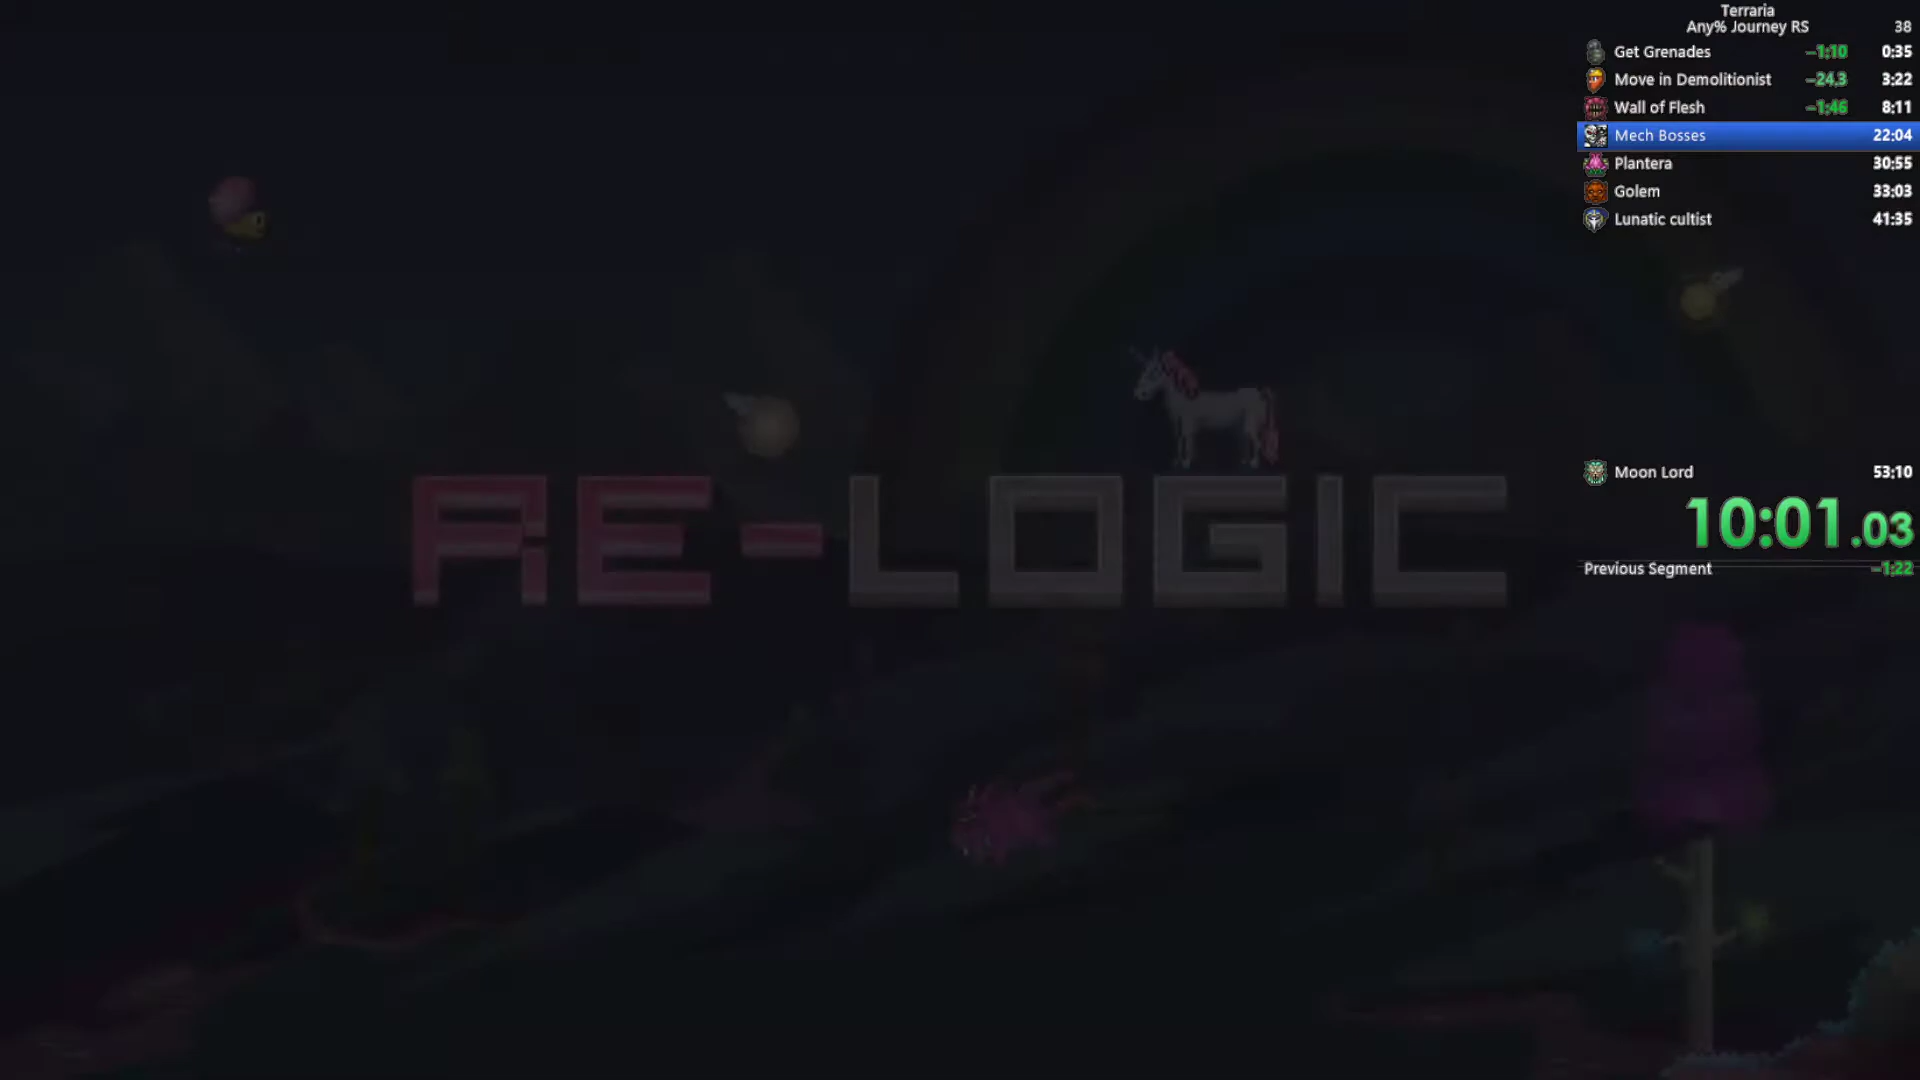 Terraria
Any% Journey RS 38
Get Grenades −1:10 0:35
Move in Demolitionist −24.3 3:22
Wall of Flesh −1:46 8:11
Mech Bosses 22:04
Plantera 30:55
Golem 33:03
Lunatic cultist 41:35
RE-LOGIC
Moon Lord 53:10
10:01.03
Previous Segment −1:22